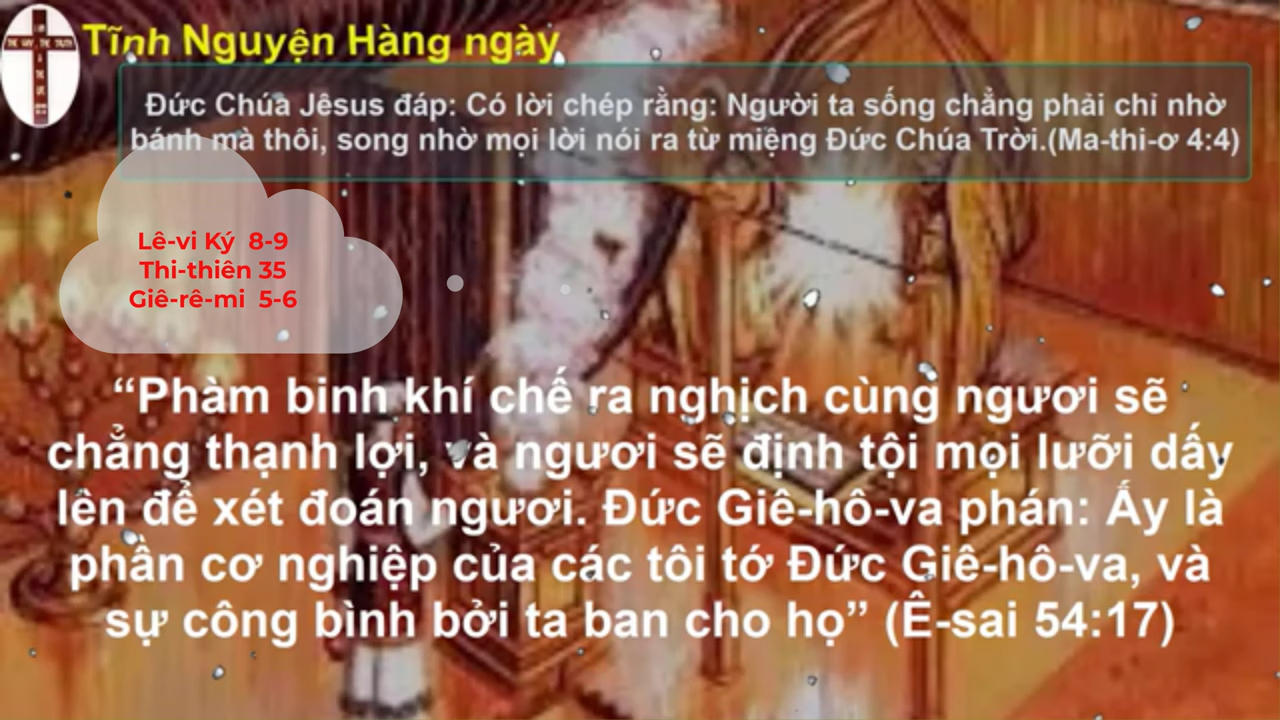 Tĩnh Nguyện Hàng ngày
Đức Chúa Jêsus đáp: Có lời chép rằng: Người ta sống chẳng phải chỉ nhờ
bánh mà thôi, song nhờ mọi lời nói ra từ miệng Đức Chúa Trời.(Ma-thi-ơ 4:4)
Lê-vi Ký 8-9
Thi-thiên 35
Giê-rê-mi 5-6
“Phàm binh khí chế ra nghịch cùng ngươi sẽ
chẳng thạnh lợi, và ngươi sẽ định tội mọi lưỡi dấy
lên để xét đoán ngươi. Đức Giê-hô-va phán: Ấy là
phần cơ nghiệp của các tôi tớ Đức Giê-hô-va, và
sự công bình bởi ta ban cho họ” (Ê-sai 54:17)